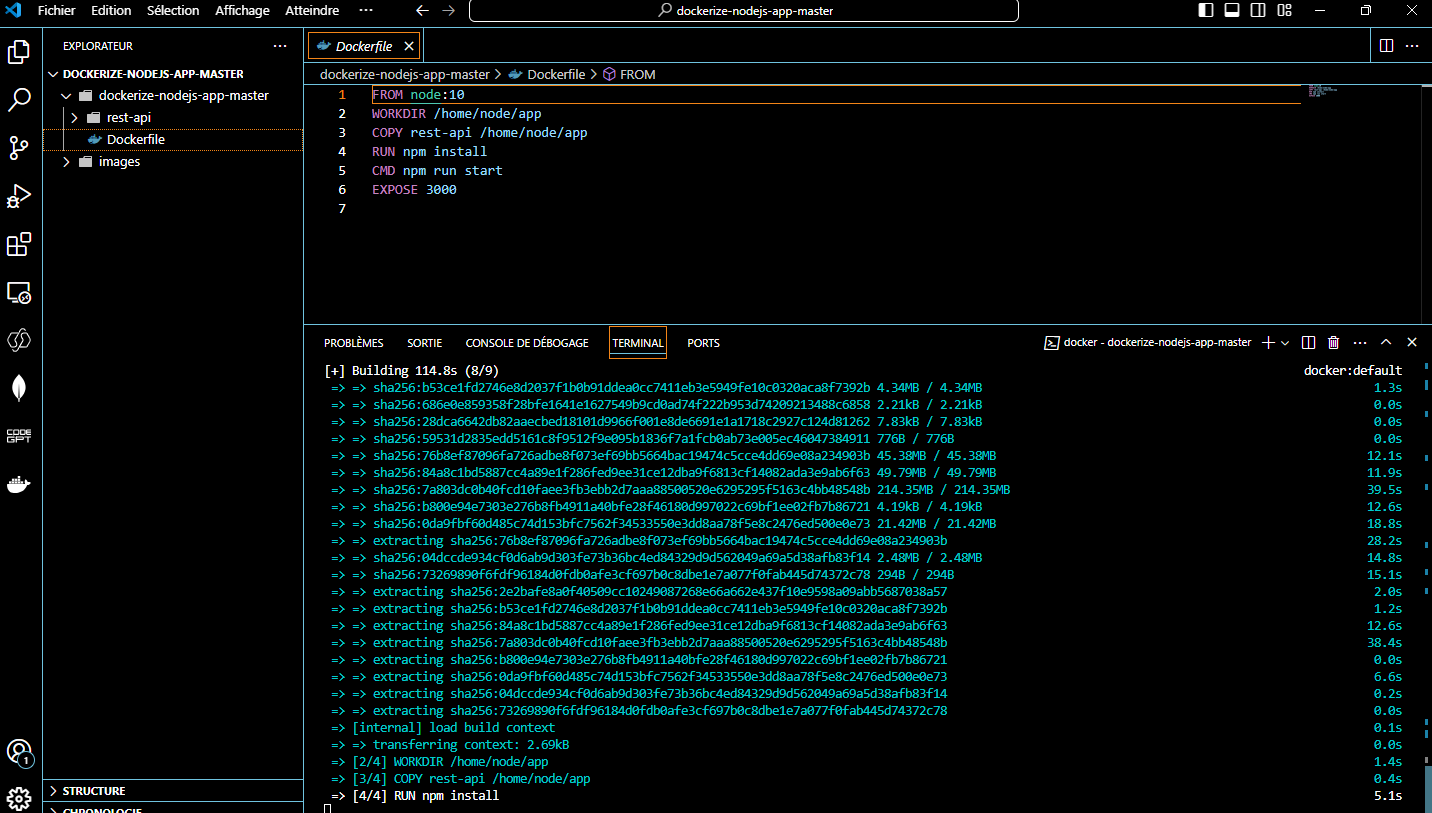 Fichier Edition Sélection Affichage Atteindre ··· dockerize-nodejs-app-master
EXPLORATEUR ···
DOCKERIZE-NODEJS-APP-MASTER
dockerize-nodejs-app-master
rest-api
Dockerfile
images
STRUCTURE
CHRONOLOGIE
CODE
GPT
1
Dockerfile
dockerize-nodejs-app-master > Dockerfile > FROM
1 FROM node:10
2 WORKDIR /home/node/app
3 COPY rest-api /home/node/app
4 RUN npm install
5 CMD npm run start
6 EXPOSE 3000
7
PROBLÈMES SORTIE CONSOLE DE DÉBOGAGE TERMINAL PORTS docker - dockerize-nodejs-app-master
[+] Building 114.8s (8/9) docker:default
=> => sha256:b53ce1fd2746e8d2037f1b0b91ddea0cc7411eb3e5949fe10c0320aca8f7392b 4.34MB / 4.34MB 1.3s
=> => sha256:686e0e859358f28bfe1641e1627549b9cd0ad74f222b953d74209213488c6858 2.21kB / 2.21kB 0.0s
=> => sha256:28dca6642db82aaecbed18101d9966f001e8de6691e1a1718c2927c124d81262 7.83kB / 7.83kB 0.0s
=> => sha256:59531d2835edd5161c8f9512f9e095b1836f7a1fcb0ab73e005ec46047384911 776B / 776B 0.0s
=> => sha256:76b8ef87096fa726adbe8f073ef69bb5664bac19474c5cce4dd69e08a234903b 45.38MB / 45.38MB 12.1s
=> => sha256:84a8c1bd5887cc4a89e1f286fed9ee31ce12dba9f6813cf14082ada3e9ab6f63 49.79MB / 49.79MB 11.9s
=> => sha256:7a803dc0b40fcd10faee3fb3ebb2d7aaa88500520e6295295f5163c4bb48548b 214.35MB / 214.35MB 39.5s
=> => sha256:b800e94e7303e276b8fb4911a40bfe28f46180d997022c69bf1ee02fb7b86721 4.19kB / 4.19kB 12.6s
=> => sha256:0da9fbf60d485c74d153bfc7562f34533550e3dd8aa78f5e8c2476ed500e0e73 21.42MB / 21.42MB 18.8s
=> => extracting sha256:76b8ef87096fa726adbe8f073ef69bb5664bac19474c5cce4dd69e08a234903b 28.2s
=> => sha256:04dccde934cf0d6ab9d303fe73b36bc4ed84329d9d562049a69a5d38afb83f14 2.48MB / 2.48MB 14.8s
=> => sha256:73269890f6fdf96184d0fdb0afe3cf697b0c8dbe1e7a077f0fab445d74372c78 294B / 294B 15.1s
=> => extracting sha256:2e2bafe8a0f40509cc10249087268e66a662e437f10e9598a09abb5687038a57 2.0s
=> => extracting sha256:b53ce1fd2746e8d2037f1b0b91ddea0cc7411eb3e5949fe10c0320aca8f7392b 1.2s
=> => extracting sha256:84a8c1bd5887cc4a89e1f286fed9ee31ce12dba9f6813cf14082ada3e9ab6f63 12.6s
=> => extracting sha256:7a803dc0b40fcd10faee3fb3ebb2d7aaa88500520e6295295f5163c4bb48548b 38.4s
=> => extracting sha256:b800e94e7303e276b8fb4911a40bfe28f46180d997022c69bf1ee02fb7b86721 0.0s
=> => extracting sha256:0da9fbf60d485c74d153bfc7562f34533550e3dd8aa78f5e8c2476ed500e0e73 6.6s
=> => extracting sha256:04dccde934cf0d6ab9d303fe73b36bc4ed84329d9d562049a69a5d38afb83f14 0.2s
=> => extracting sha256:73269890f6fdf96184d0fdb0afe3cf697b0c8dbe1e7a077f0fab445d74372c78 0.0s
=> [internal] load build context 0.1s
=> => transferring context: 2.69kB 0.0s
=> [2/4] WORKDIR /home/node/app 1.4s
=> [3/4] COPY rest-api /home/node/app 0.4s
=> [4/4] RUN npm install 5.1s